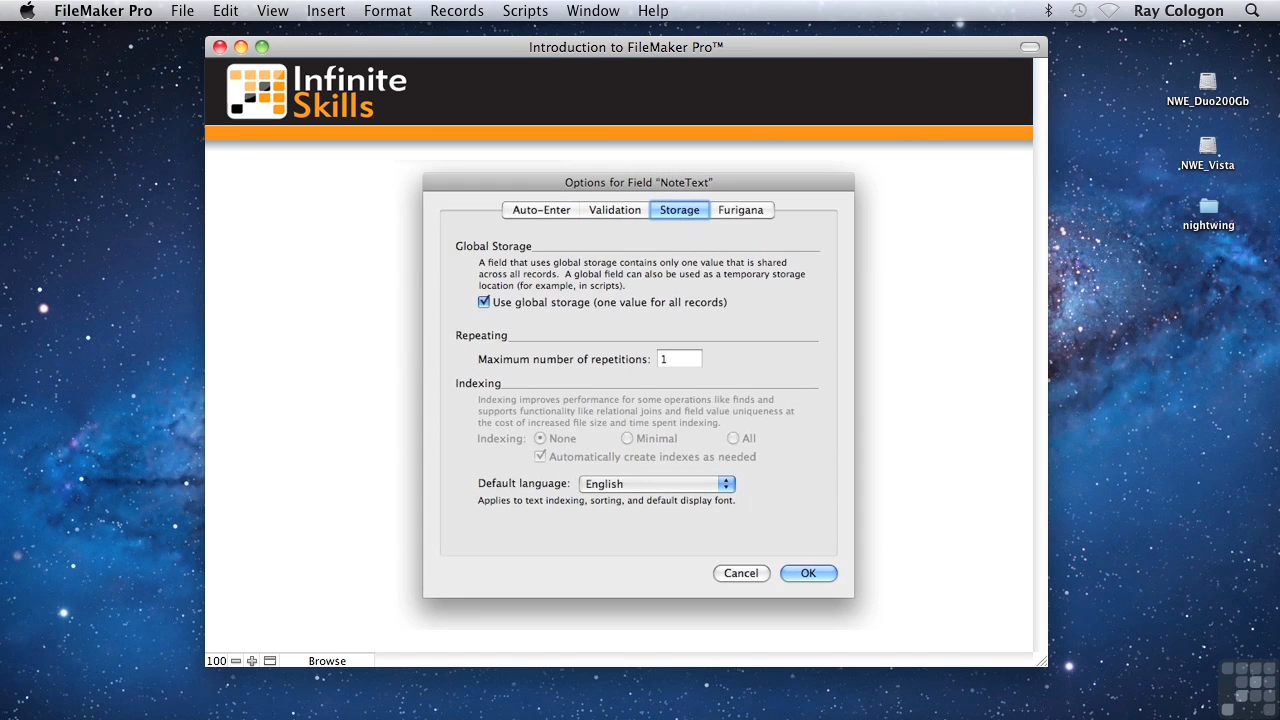 FileMaker Pro File Edit View Insert Format Records Scripts Window Help Ray Cologon
Introduction to FileMaker Pro™
Infinite
Skills
NWE_Duo200Gb
NWE_Vista
nightwing
Options for Field “NoteText”
Auto-Enter Validation Storage Furigana
Global Storage
A field that uses global storage contains only one value that is shared
across all records. A global field can also be used as a temporary storage
location (for example, in scripts).
Use global storage (one value for all records)
Repeating
Maximum number of repetitions: 1
Indexing
Indexing improves performance for some operations like finds and
supports functionality like relational joins and field value uniqueness at
the cost of increased file size and time spent indexing.
Indexing: None Minimal All
Automatically create indexes as needed
Default language: English
Applies to text indexing, sorting, and default display font.
Cancel OK
100 Browse